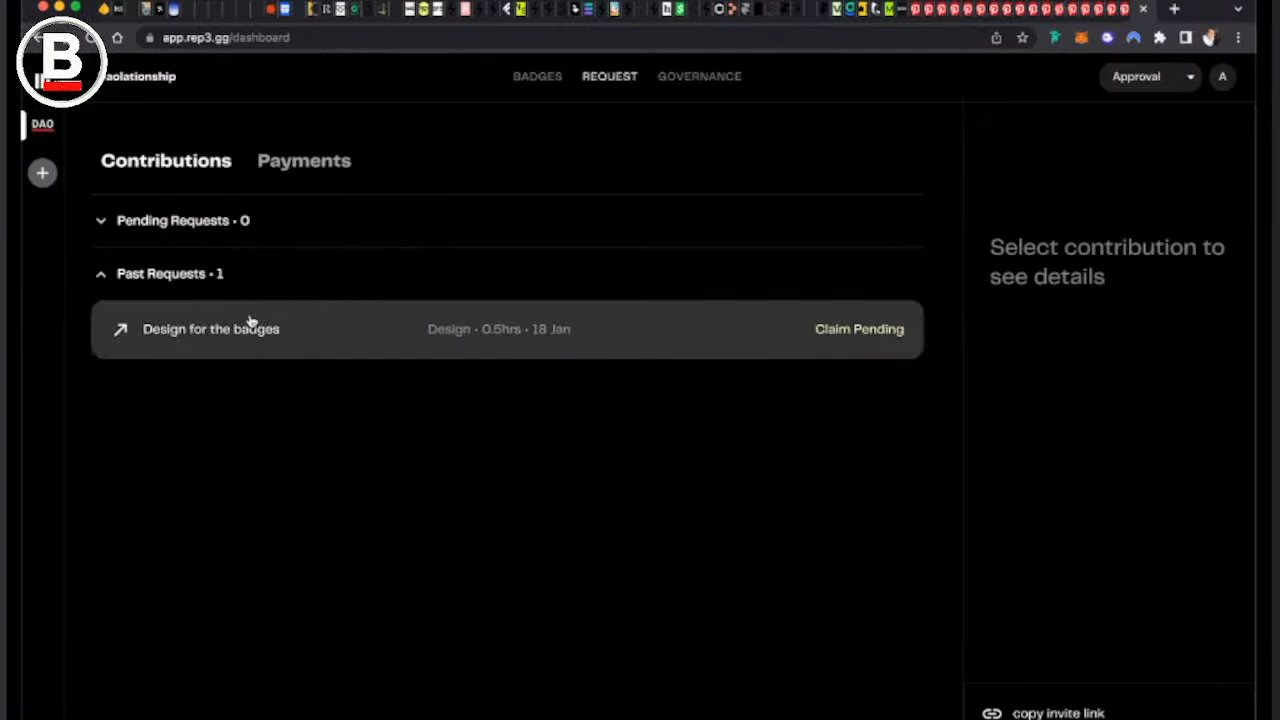 B
app.rep3.gg/dashboard
aolationship
BADGES
REQUEST
GOVERNANCE
Approval
A
DAO
Contributions
Payments
Pending Requests • 0
Past Requests • 1
Design for the badges
Design • 0.5hrs • 18 Jan
Claim Pending
Select contribution to
see details
copy invite link